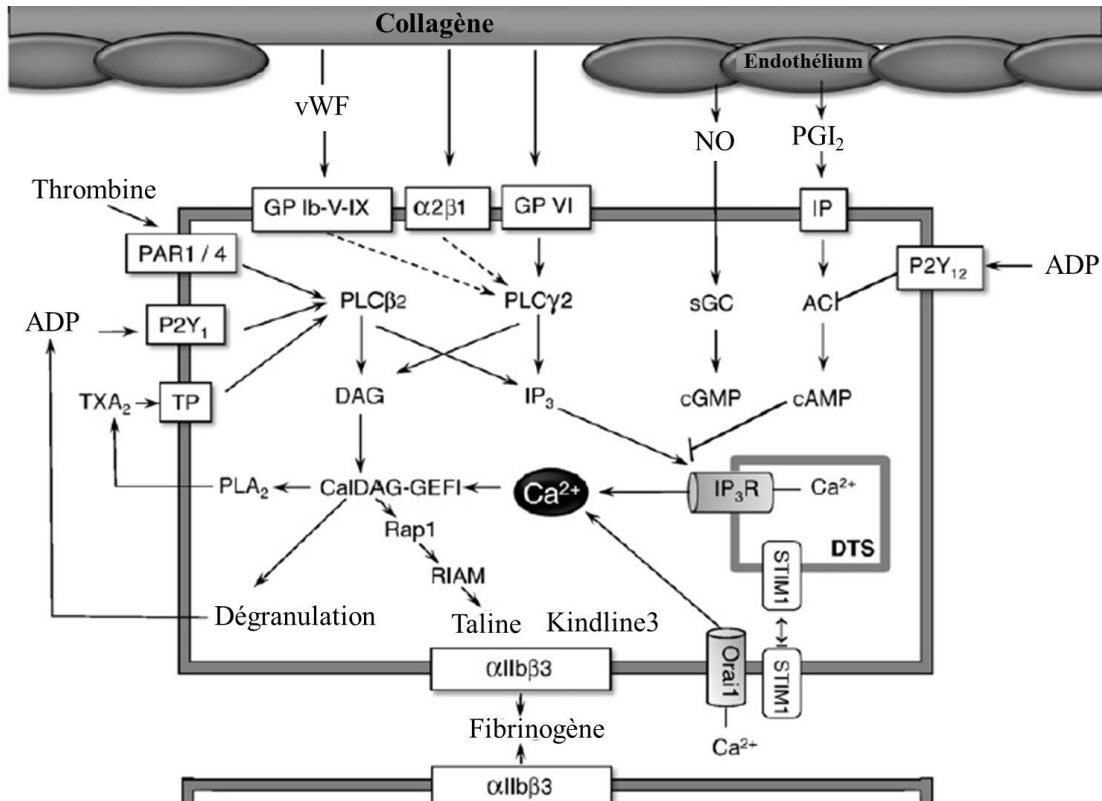 Collagène
Endothélium
vWF
NO
PGI₂
Thrombine
GP Ib-V-IX
α2β1
GP VI
IP
PAR1 / 4
P2Y₁₂
ADP
ADP
P2Y₁
PLCβ2
PLCγ2
sGC
AC
TXA₂
TP
DAG
IP₃
cGMP
cAMP
PLA₂
CalDAG-GEFI
Ca²⁺
IP₃R
Ca²⁺
Rap1
DTS
RIAM
STIM1
Dégranulation
Taline
Kindline3
αIIbβ3
Orai1
STIM1
Fibrinogène
Ca²⁺
αIIbβ3